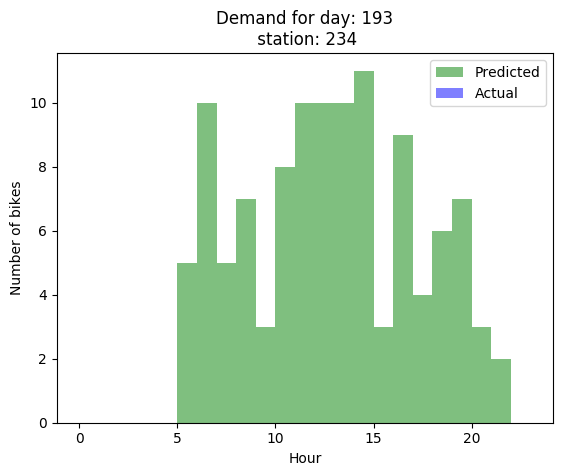 Demand for day: 193
station: 234
Predicted
Actual
Number of bikes
10
8
6
4
2
0
0 5 10 15 20
Hour